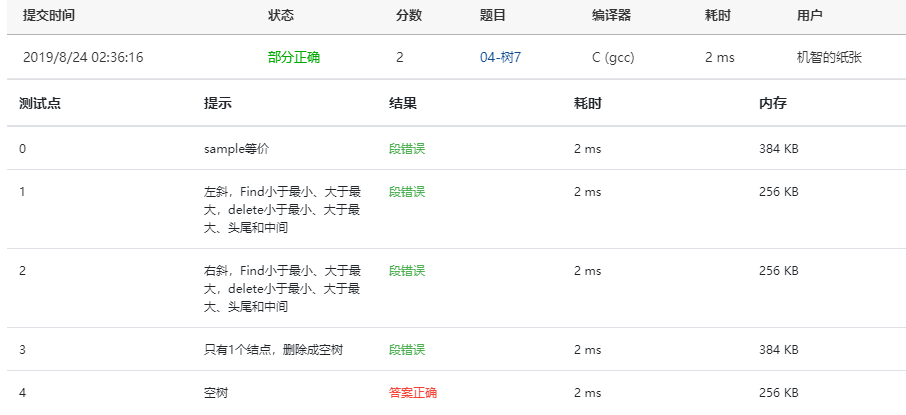 提交时间 状态 分数 题目 编译器 耗时 用户
2019/8/24 02:36:16 部分正确 2 04-树7 C (gcc) 2 ms 机智的纸张
测试点 提示 结果 耗时 内存
0 sample等价 段错误 2 ms 384 KB
1 左斜，Find小于最小、大于最 段错误 2 ms 256 KB
大，delete小于最小、大于最
大、头尾和中间
2 右斜，Find小于最小、大于最 段错误 2 ms 256 KB
大，delete小于最小、大于最
大、头尾和中间
3 只有1个结点，删除成空树 段错误 2 ms 384 KB
4 空树 答案正确 2 ms 256 KB